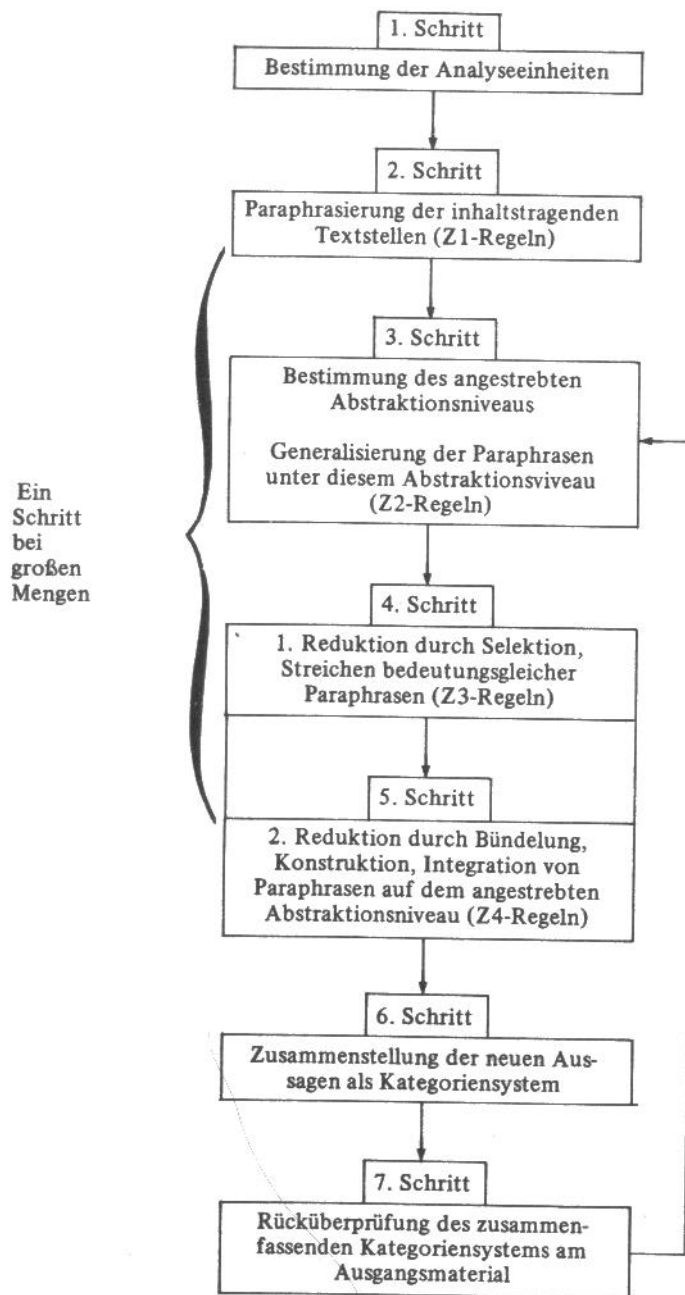 1. Schritt
Bestimmung der Analyseeinheiten
2. Schritt
Paraphrasierung der inhaltstragenden
Textstellen (Z1-Regeln)
3. Schritt
Bestimmung des angestrebten
Abstraktionsniveaus
Generalisierung der Paraphrasen
unter diesem Abstraktionsviveau
(Z2-Regeln)
Ein
Schritt
bei
großen
Mengen
4. Schritt
1. Reduktion durch Selektion,
Streichen bedeutungsgleicher
Paraphrasen (Z3-Regeln)
5. Schritt
2. Reduktion durch Bündelung,
Konstruktion, Integration von
Paraphrasen auf dem angestrebten
Abstraktionsniveau (Z4-Regeln)
6. Schritt
Zusammenstellung der neuen Aus-
sagen als Kategoriensystem
7. Schritt
Rücküberprüfung des zusammen-
fassenden Kategoriensystems am
Ausgangsmaterial